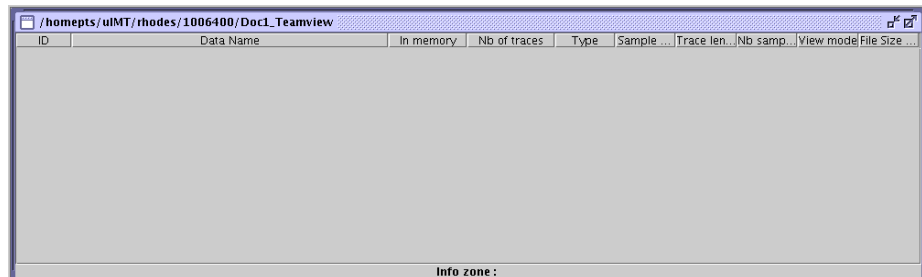 /homepts/ulMT/rhodes/1006400/Doc1_Teamview
ID Data Name In memory Nb of traces Type Sample ... Trace len... Nb samp... View mode File Size ...
Info zone :